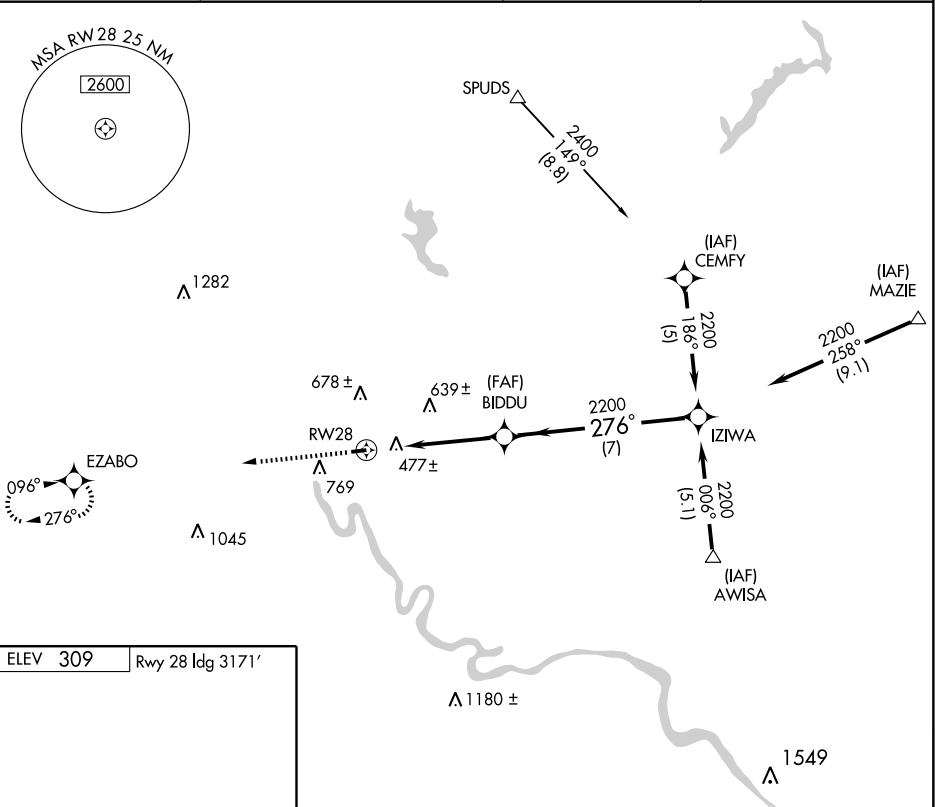 MSA RW 28 25 NM
2600
SPUDS
2400
149°
(8.8)
(IAF)
CEMFY
(IAF)
MAZIE
1282
2200
186°
(5)
2200
258°
(9.1)
678 ±
639 ±
(FAF)
BIDDU
2200
276°
(7)
IZIWA
RW28
477 ±
EZABO
769
096°
276°
1045
2200
006°
(5.1)
(IAF)
AWISA
ELEV 309
Rwy 28 ldg 3171'
1180 ±
1549